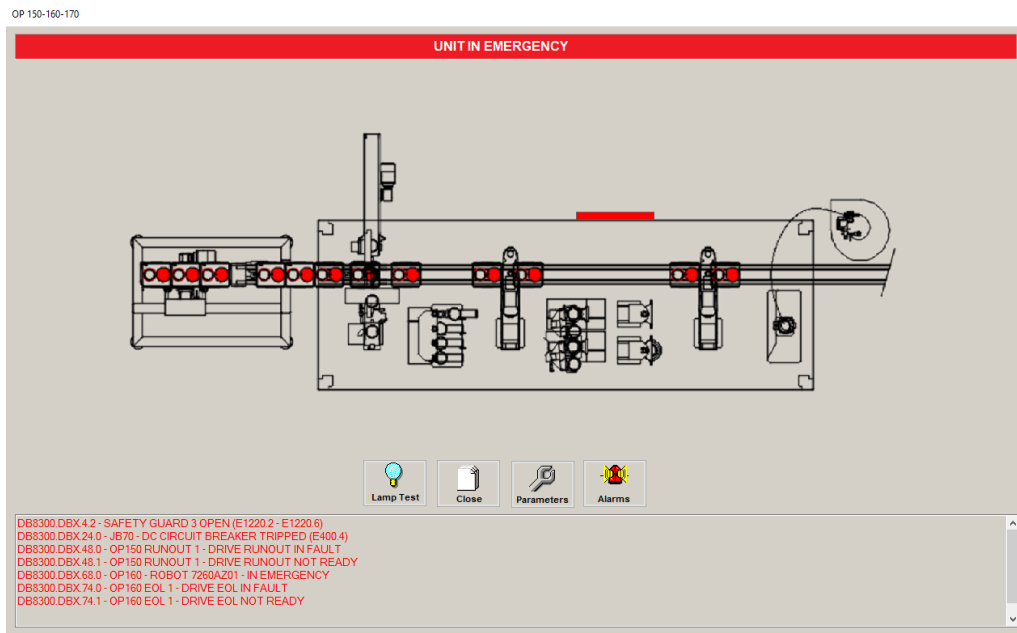 OP 150-160-170
UNIT IN EMERGENCY
Lamp Test
Close
Parameters
Alarms
DB8300.DBX.4.2 - SAFETY GUARD 3 OPEN (E1220.2 - E1220.6)
DB8300.DBX.24.0 - JB70 - DC CIRCUIT BREAKER TRIPPED (E400.4)
DB8300.DBX.48.0 - OP150 RUNOUT 1 - DRIVE RUNOUT IN FAULT
DB8300.DBX.48.1 - OP150 RUNOUT 1 - DRIVE RUNOUT NOT READY
DB8300.DBX.68.0 - OP160 - ROBOT 7260AZ01 - IN EMERGENCY
DB8300.DBX.74.0 - OP160 EOL 1 - DRIVE EOL IN FAULT
DB8300.DBX.74.1 - OP160 EOL 1 - DRIVE EOL NOT READY